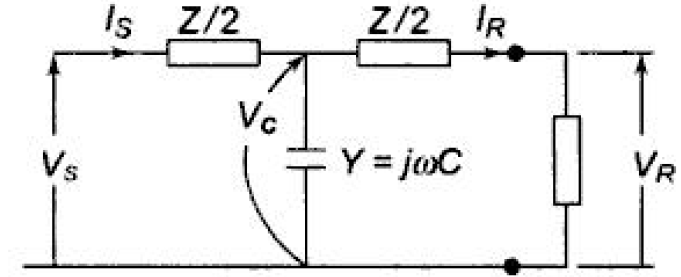 I_S Z/2 Z/2 I_R
V_C
V_S Y = jωC V_R